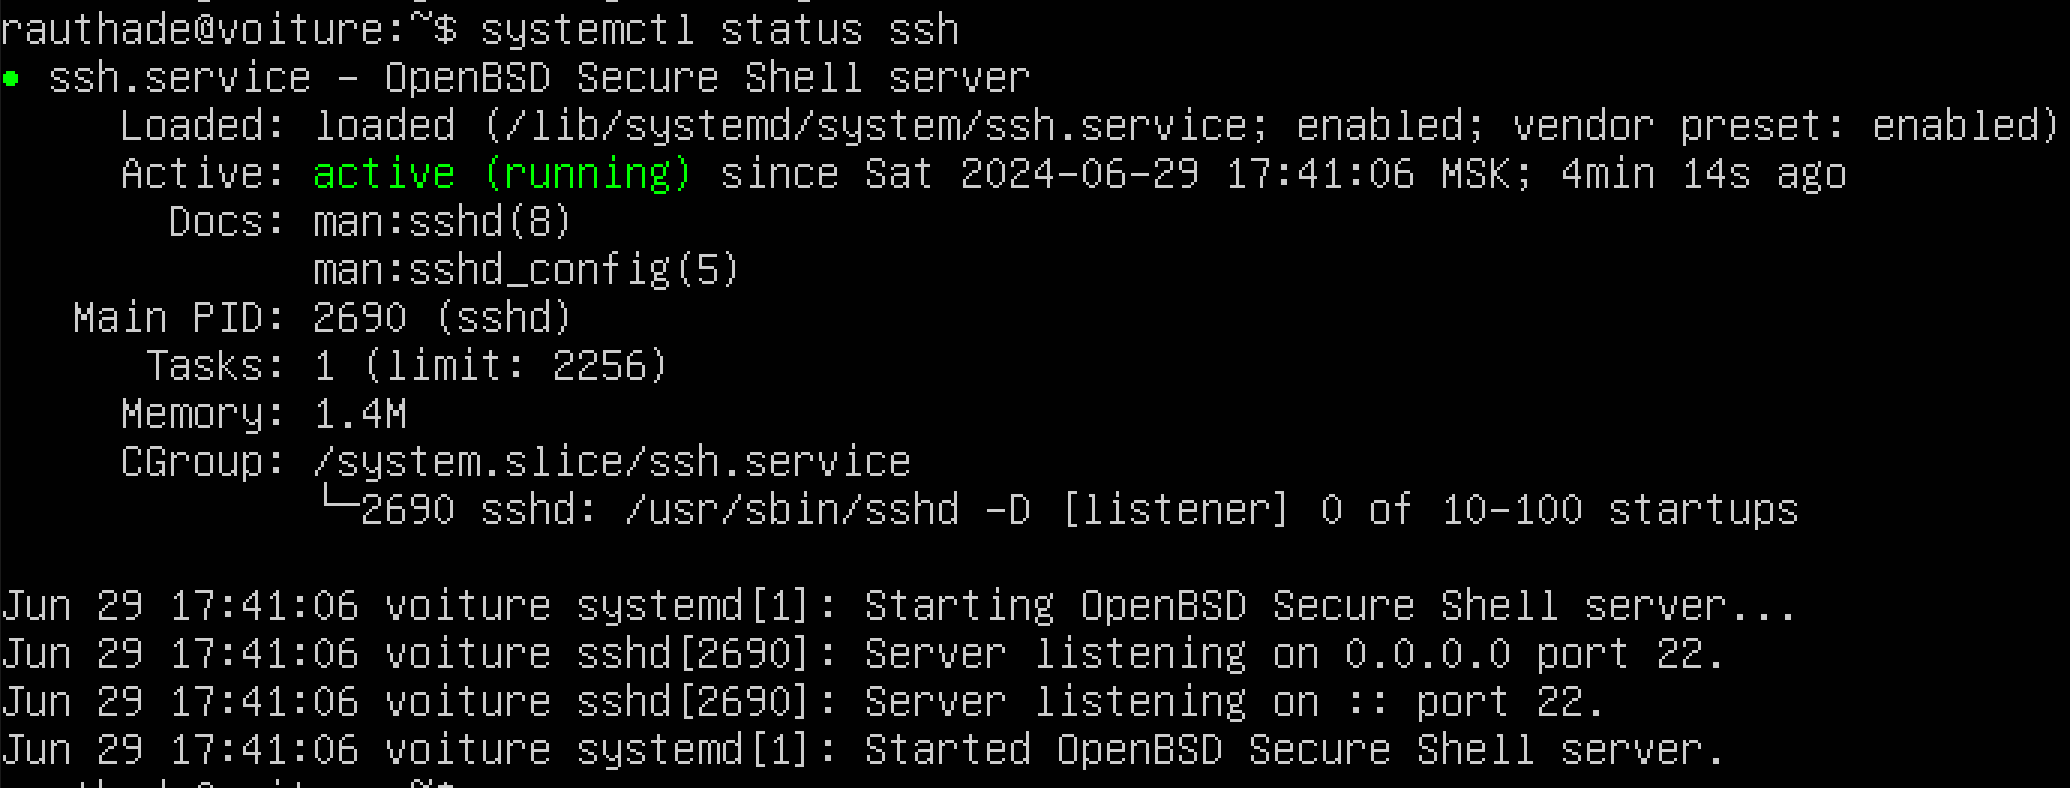 rauthade@voiture:~$ systemctl status ssh
● ssh.service - OpenBSD Secure Shell server
     Loaded: loaded (/lib/systemd/system/ssh.service; enabled; vendor preset: enabled)
     Active: active (running) since Sat 2024-06-29 17:41:06 MSK; 4min 14s ago
       Docs: man:sshd(8)
             man:sshd_config(5)
   Main PID: 2690 (sshd)
      Tasks: 1 (limit: 2256)
     Memory: 1.4M
     CGroup: /system.slice/ssh.service
             └─2690 sshd: /usr/sbin/sshd -D [listener] 0 of 10-100 startups
Jun 29 17:41:06 voiture systemd[1]: Starting OpenBSD Secure Shell server...
Jun 29 17:41:06 voiture sshd[2690]: Server listening on 0.0.0.0 port 22.
Jun 29 17:41:06 voiture sshd[2690]: Server listening on :: port 22.
Jun 29 17:41:06 voiture systemd[1]: Started OpenBSD Secure Shell server.